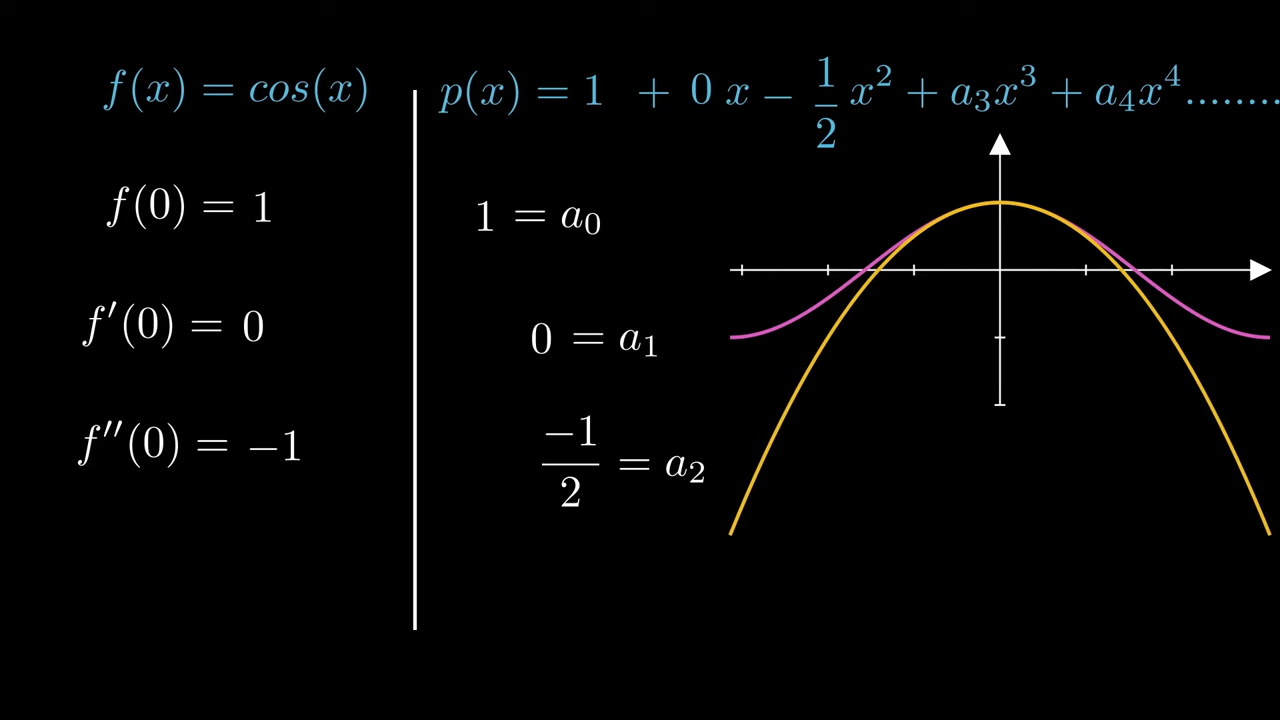 f(x) = cos(x)
p(x) = 1 + 0 x − 1/2 x² + a₃x³ + a₄x⁴........
f(0) = 1
1 = a₀
f′(0) = 0
0 = a₁
f″(0) = −1
−1/2 = a₂